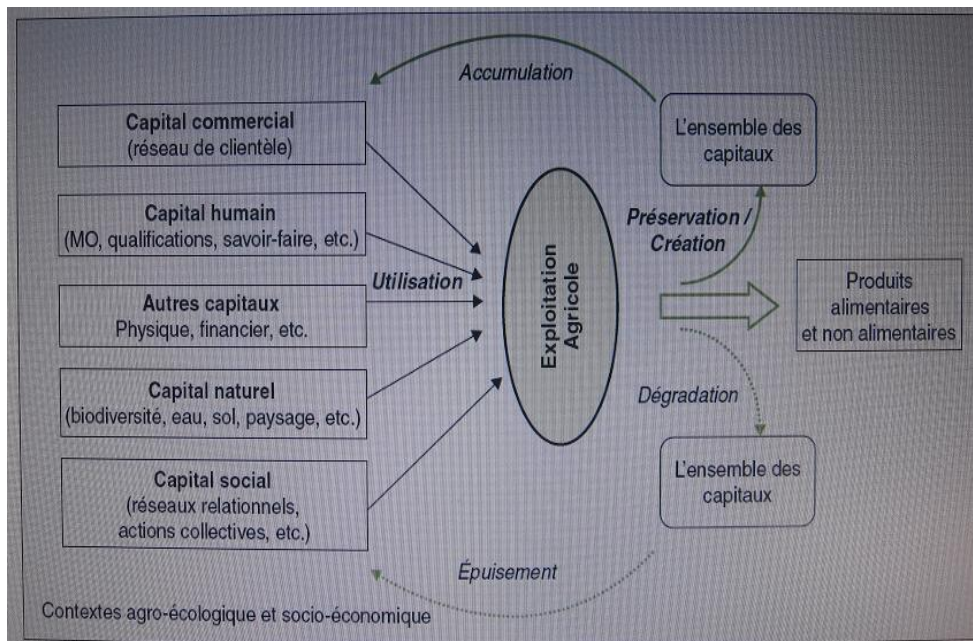 Accumulation
Capital commercial
(réseau de clientèle)
Capital humain
(MO, qualifications, savoir-faire, etc.)
Autres capitaux
Physique, financier, etc.
Capital naturel
(biodiversité, eau, sol, paysage, etc.)
Capital social
(réseaux relationnels,
actions collectives, etc.)
Utilisation
Exploitation
Agricole
L'ensemble des
capitaux
Préservation /
Création
Produits
alimentaires
et non alimentaires
Dégradation
L'ensemble des
capitaux
Épuisement
Contextes agro-écologique et socio-économique